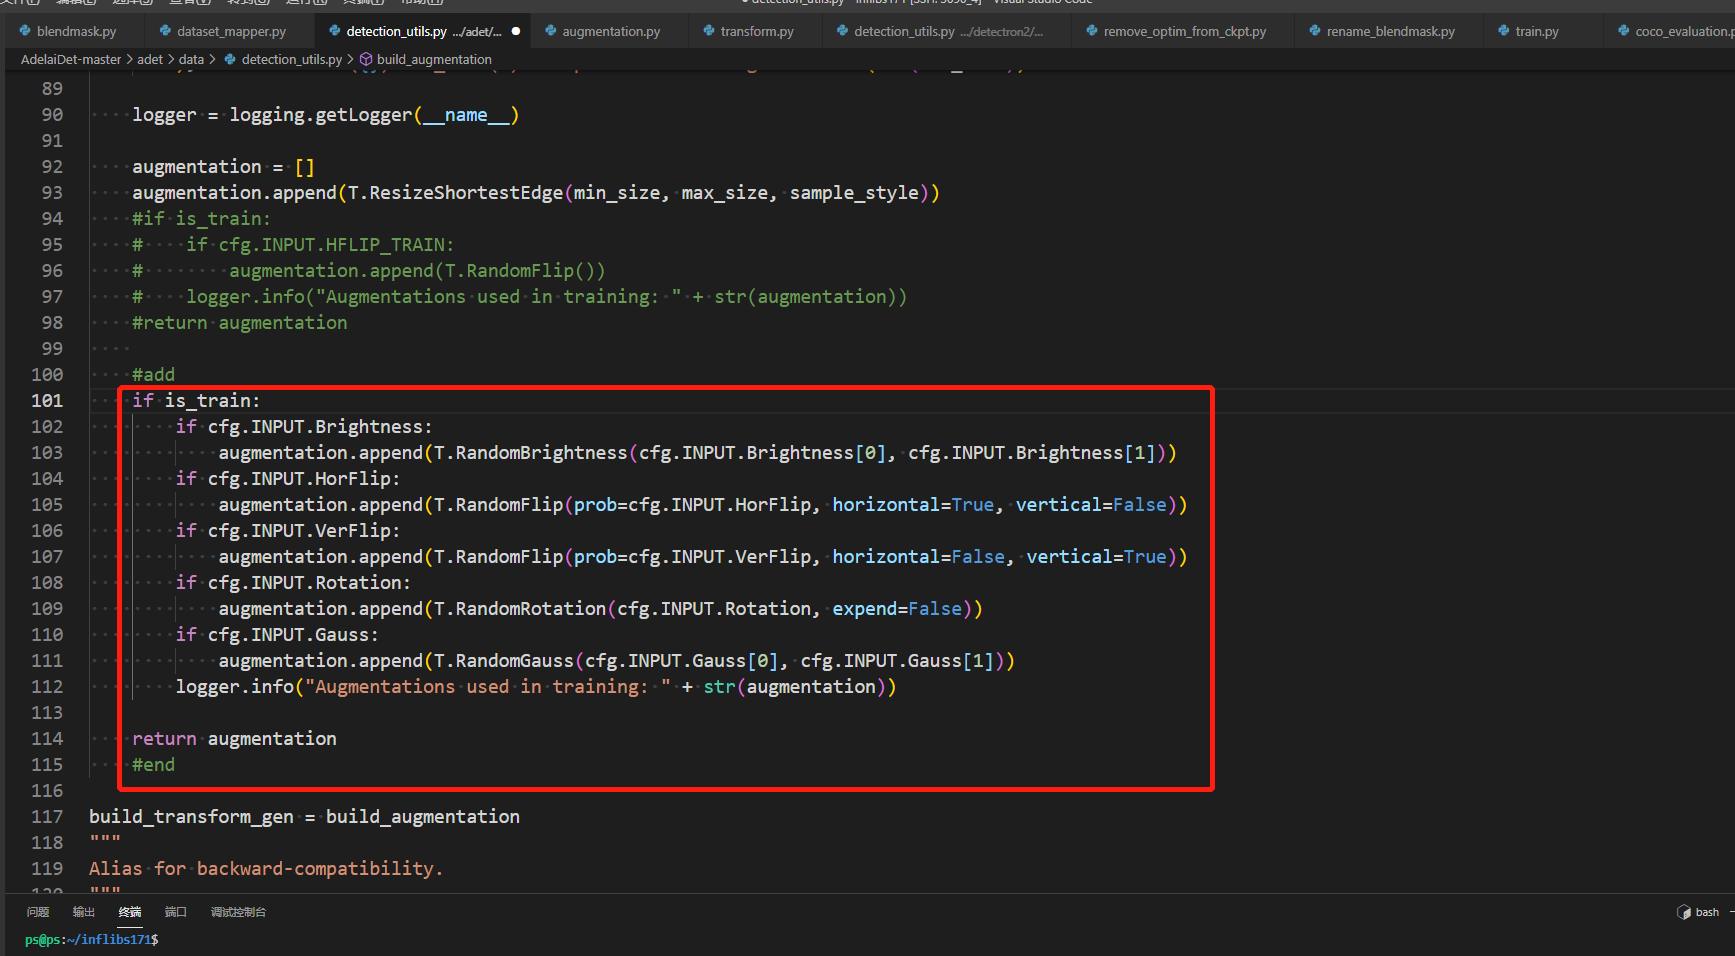 detection_utils.py - inflibs171 [SSH: 3090_4] - Visual Studio Code
blendmask.py dataset_mapper.py detection_utils.py .../adet/... augmentation.py transform.py detection_utils.py .../detectron2/... remove_optim_from_ckpt.py rename_blendmask.py train.py coco_evaluation.p
AdelaiDet-master > adet > data > detection_utils.py > build_augmentation
89
90 logger = logging.getLogger(__name__)
91
92 augmentation = []
93 augmentation.append(T.ResizeShortestEdge(min_size, max_size, sample_style))
94 #if is_train:
95 #    if cfg.INPUT.HFLIP_TRAIN:
96 #        augmentation.append(T.RandomFlip())
97 #    logger.info("Augmentations used in training: " + str(augmentation))
98 #return augmentation
99
100 #add
101 if is_train:
102 if cfg.INPUT.Brightness:
103 augmentation.append(T.RandomBrightness(cfg.INPUT.Brightness[0], cfg.INPUT.Brightness[1]))
104 if cfg.INPUT.HorFlip:
105 augmentation.append(T.RandomFlip(prob=cfg.INPUT.HorFlip, horizontal=True, vertical=False))
106 if cfg.INPUT.VerFlip:
107 augmentation.append(T.RandomFlip(prob=cfg.INPUT.VerFlip, horizontal=False, vertical=True))
108 if cfg.INPUT.Rotation:
109 augmentation.append(T.RandomRotation(cfg.INPUT.Rotation, expend=False))
110 if cfg.INPUT.Gauss:
111 augmentation.append(T.RandomGauss(cfg.INPUT.Gauss[0], cfg.INPUT.Gauss[1]))
112 logger.info("Augmentations used in training: " + str(augmentation))
113
114 return augmentation
115 #end
116
117 build_transform_gen = build_augmentation
118 """
119 Alias for backward-compatibility.
120 """
问题 输出 终端 端口 调试控制台 bash
ps@ps:~/inflibs171$